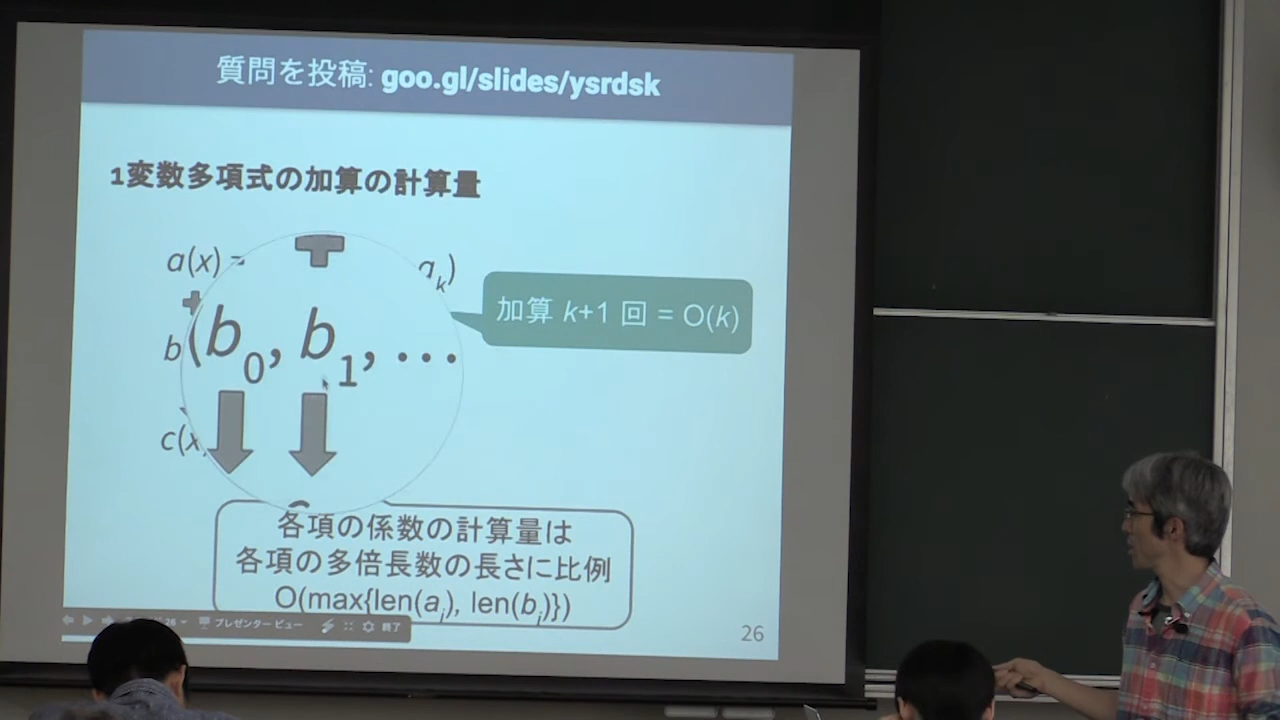 質問を投稿: goo.gl/slides/ysrdsk
1変数多項式の加算の計算量
a(x) =
a_k)
加算 k+1 回 = O(k)
b
(b_0, b_1, ...
c(x
各項の係数の計算量は
各項の多倍長数の長さに比例
O(max{len(a_i), len(b_i)})
26
プレゼンター ビュー
終了
26